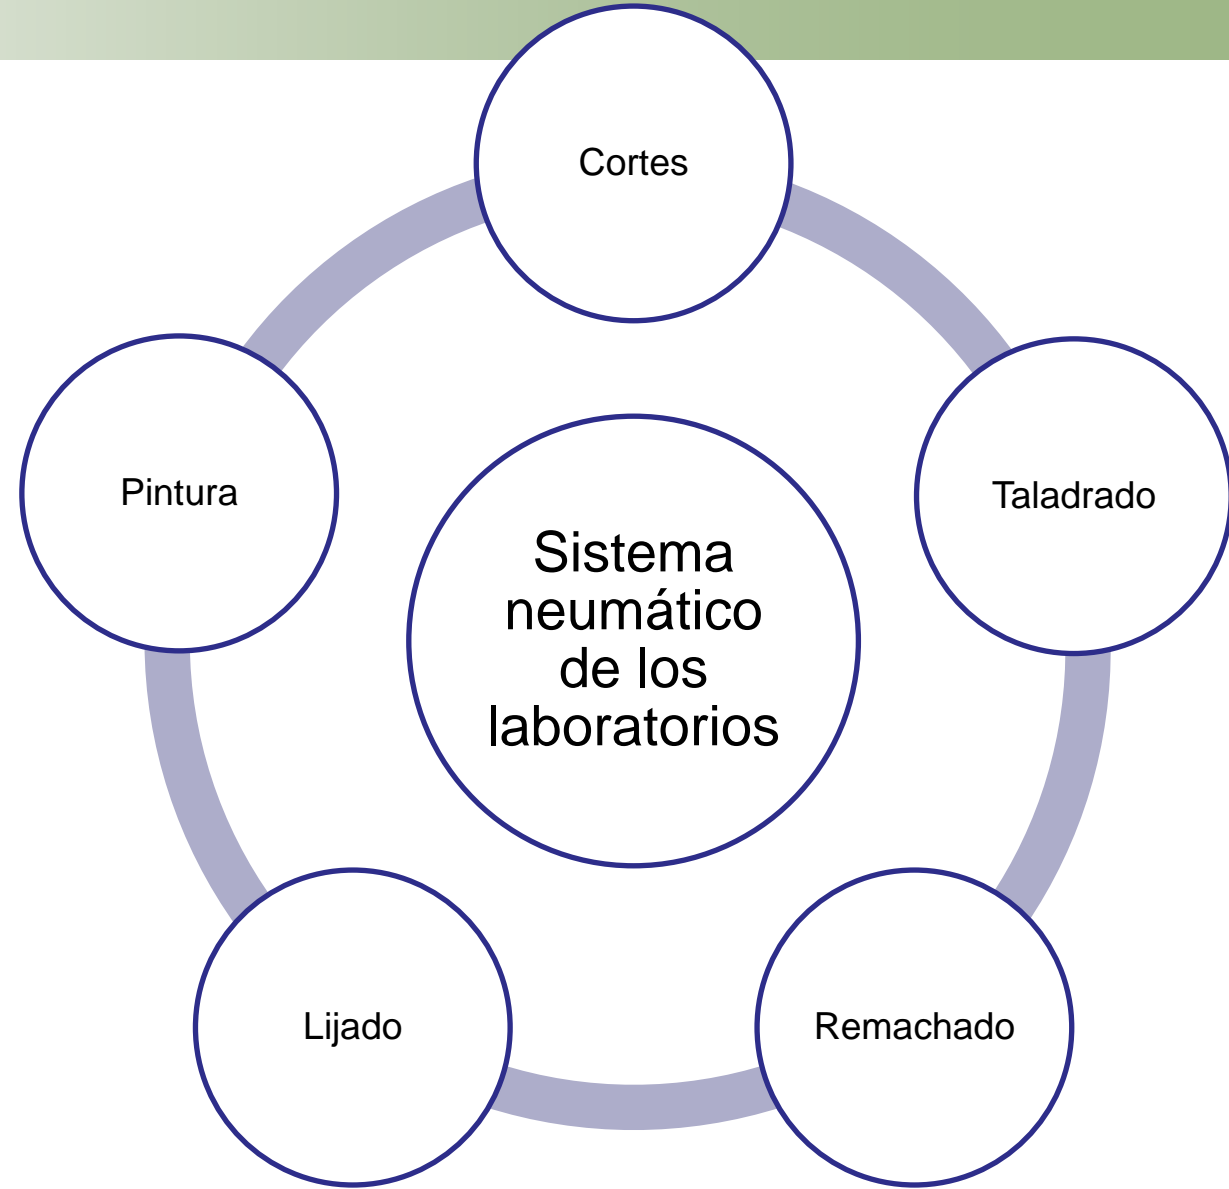 Cortes
Pintura
Taladrado
Sistema
neumático
de los
laboratorios
Lijado
Remachado